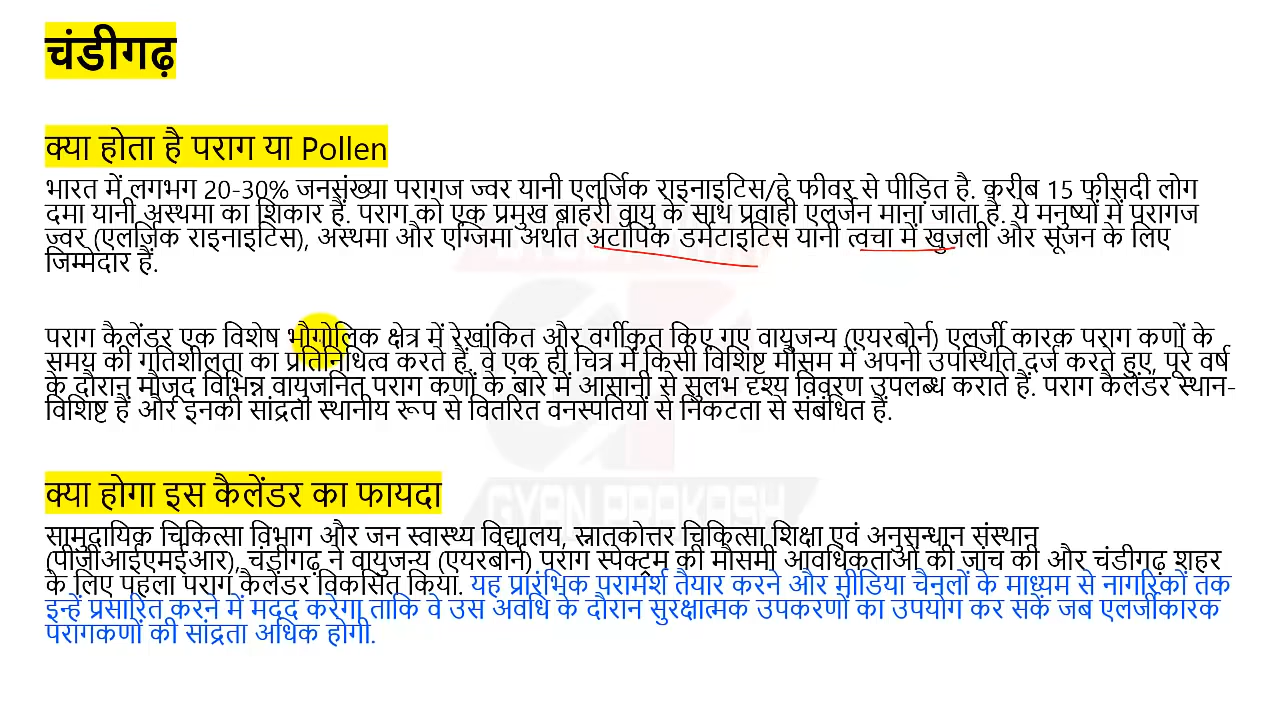 चंडीगढ़
क्या होता है पराग या Pollen
भारत में लगभग 20-30% जनसंख्या परागज ज्वर यानी एलर्जिक राइनाइटिस/हे फीवर से पीड़ित है. करीब 15 फीसदी लोग
दमा यानी अस्थमा का शिकार हैं. पराग को एक प्रमुख बाहरी वायु के साथ प्रवाही एलर्जेन माना जाता है. ये मनुष्यों में परागज
ज्वर (एलर्जिक राइनाइटिस), अस्थमा और एग्जिमा अर्थात अटॉपिक डर्मेटाइटिस यानी त्वचा में खुजली और सूजन के लिए
जिम्मेदार हैं.
पराग कैलेंडर एक विशेष भौगोलिक क्षेत्र में रेखांकित और वर्गीकृत किए गए वायुजन्य (एयरबोर्न) एलर्जी कारक पराग कणों के
समय की गतिशीलता का प्रतिनिधित्व करते हैं. वे एक ही चित्र में किसी विशिष्ट मौसम में अपनी उपस्थिति दर्ज करते हुए, पूरे वर्ष
के दौरान मौजूद विभिन्न वायुजनित पराग कणों के बारे में आसानी से सुलभ दृश्य विवरण उपलब्ध कराते हैं. पराग कैलेंडर स्थान-
विशिष्ट हैं और इनकी सांद्रता स्थानीय रूप से वितरित वनस्पतियों से निकटता से संबंधित हैं.
क्या होगा इस कैलेंडर का फायदा
सामुदायिक चिकित्सा विभाग और जन स्वास्थ्य विद्यालय, स्नातकोत्तर चिकित्सा शिक्षा एवं अनुसन्धान संस्थान
(पीजीआईएमईआर), चंडीगढ़ ने वायुजन्य (एयरबोर्न) पराग स्पेक्ट्रम की मौसमी आवधिकताओं की जांच की और चंडीगढ़ शहर
के लिए पहला पराग कैलेंडर विकसित किया. यह प्रारंभिक परामर्श तैयार करने और मीडिया चैनलों के माध्यम से नागरिकों तक
इन्हें प्रसारित करने में मदद करेगा ताकि वे उस अवधि के दौरान सुरक्षात्मक उपकरणों का उपयोग कर सकें जब एलर्जीकारक
परागकणों की सांद्रता अधिक होगी.
GYAN PRAKASH